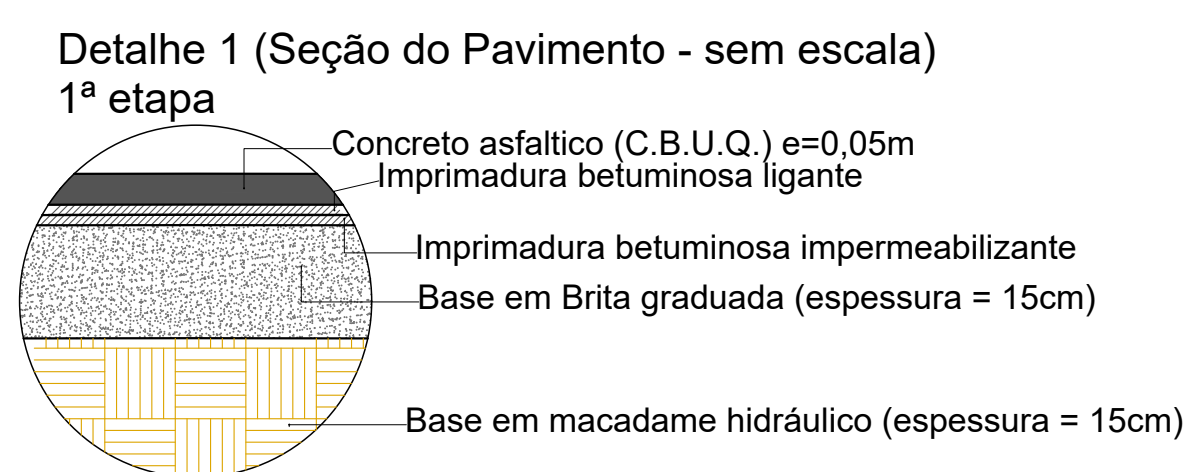 Detalhe 1 (Seção do Pavimento - sem escala)
1ª etapa
Concreto asfaltico (C.B.U.Q.) e=0,05m
Imprimadura betuminosa ligante
Imprimadura betuminosa impermeabilizante
Base em Brita graduada (espessura = 15cm)
Base em macadame hidráulico (espessura = 15cm)